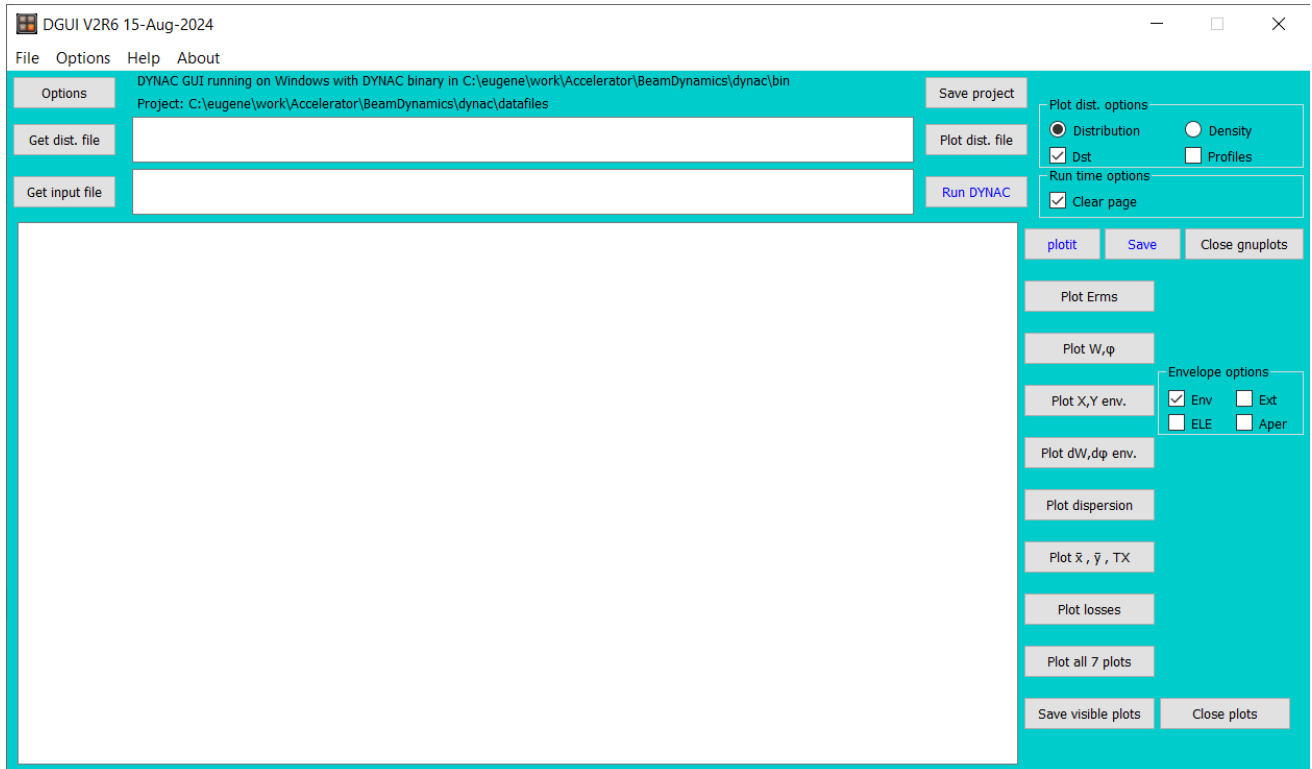 DGUI V2R6 15-Aug-2024
File Options Help About
Options
DYNAC GUI running on Windows with DYNAC binary in C:\eugene\work\Accelerator\BeamDynamics\dynac\bin
Project: C:\eugene\work\Accelerator\BeamDynamics\dynac\datafiles
Save project
Get dist. file
Plot dist. file
Get input file
Run DYNAC
Plot dist. options
Distribution Density
Dst Profiles
Run time options
Clear page
plotit Save Close gnuplots
Plot Erms
Plot W,φ
Plot X,Y env.
Envelope options
Env Ext
ELE Aper
Plot dW,dφ env.
Plot dispersion
Plot x̄ , ȳ , TX
Plot losses
Plot all 7 plots
Save visible plots Close plots